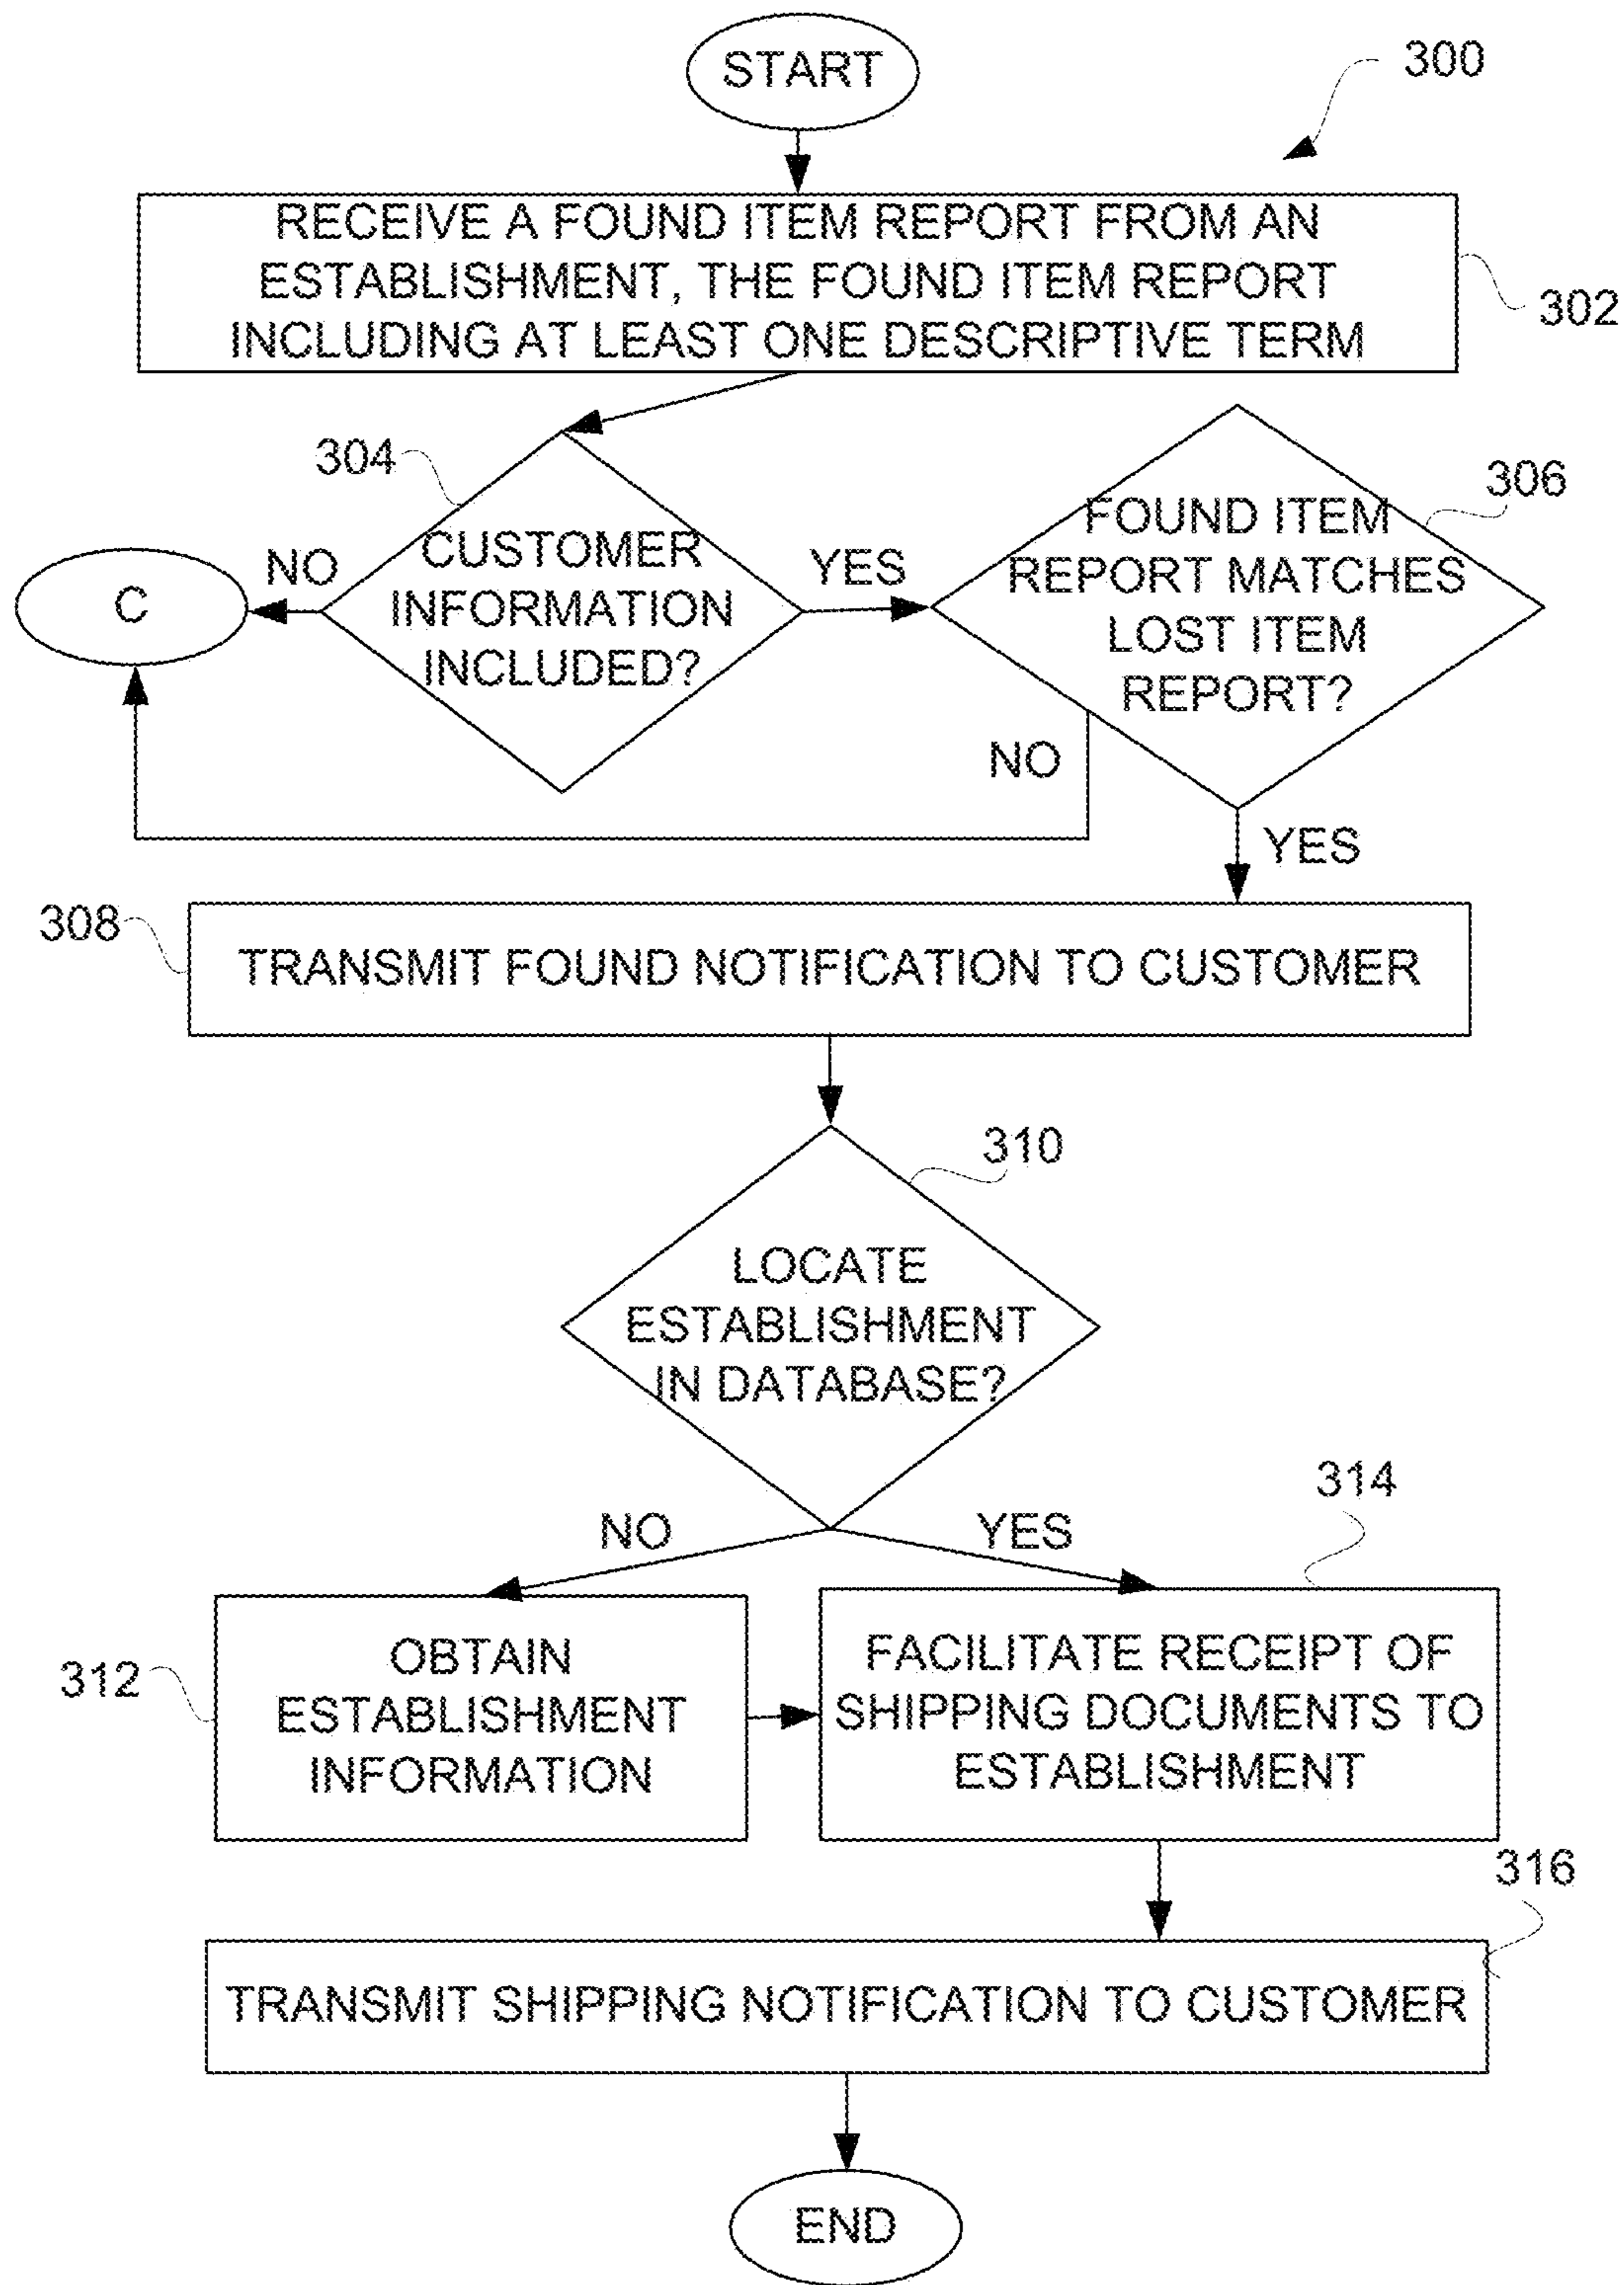 START
300
RECEIVE A FOUND ITEM REPORT FROM AN
ESTABLISHMENT, THE FOUND ITEM REPORT
INCLUDING AT LEAST ONE DESCRIPTIVE TERM
302
304
CUSTOMER
INFORMATION
INCLUDED?
NO
C
YES
306
FOUND ITEM
REPORT MATCHES
LOST ITEM
REPORT?
NO
YES
308
TRANSMIT FOUND NOTIFICATION TO CUSTOMER
310
LOCATE
ESTABLISHMENT
IN DATABASE?
NO
YES
312
OBTAIN
ESTABLISHMENT
INFORMATION
314
FACILITATE RECEIPT OF
SHIPPING DOCUMENTS TO
ESTABLISHMENT
316
TRANSMIT SHIPPING NOTIFICATION TO CUSTOMER
END